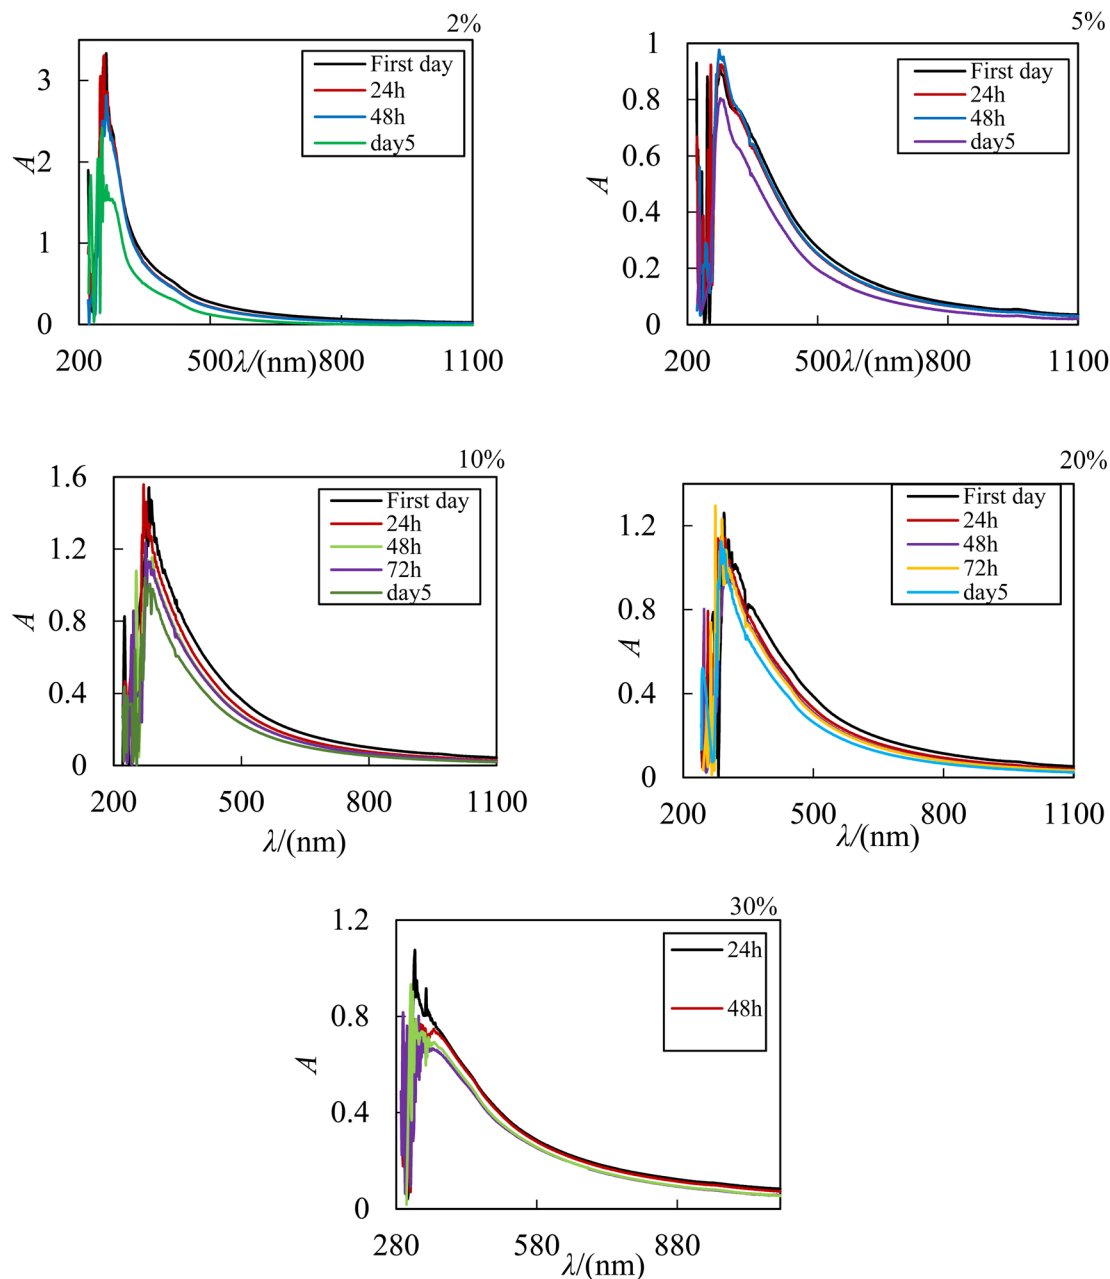 2%
3
2
1
0
A
First day
24h
48h
day5
200 500 λ/(nm) 800 1100
5%
1
0.8
0.6
0.4
0.2
0
A
First day
24h
48h
day5
200 500 λ/(nm) 800 1100
10%
1.6
1.2
0.8
0.4
0
A
First day
24h
48h
72h
day5
200 500 800 1100
λ/(nm)
20%
1.2
0.8
0.4
0
A
First day
24h
48h
72h
day5
200 500 800 1100
λ/(nm)
30%
1.2
0.8
0.4
0
A
24h
48h
280 580 880
λ/(nm)